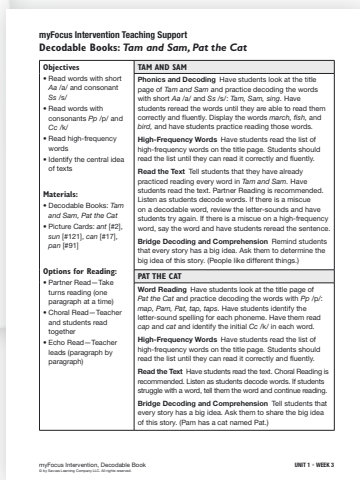 myFocus Intervention Teaching Support
Decodable Books: Tam and Sam, Pat the Cat
Objectives
• Read words with short
Aa /a/ and consonant
Ss /s/
• Read words with
consonants Pp /p/ and
Cc /k/
• Read high-frequency
words
• Identify the central idea
of texts
Materials:
• Decodable Books: Tam
and Sam, Pat the Cat
• Picture Cards: ant [#2],
sun [#121], can [#17],
pan [#91]
Options for Reading:
• Partner Read—Take
turns reading (one
paragraph at a time)
• Choral Read—Teacher
and students read
together
• Echo Read—Teacher
leads (paragraph by
paragraph)
TAM AND SAM
Phonics and Decoding Have students look at the title
page of Tam and Sam and practice decoding the words
with short Aa /a/ and Ss /s/: Tam, Sam, sing. Have
students reread the words until they are able to read them
correctly and fluently. Display the words march, fish, and
bird, and have students practice reading those words.
High-Frequency Words Have students read the list of
high-frequency words on the title page. Students should
read the list until they can read it correctly and fluently.
Read the Text Tell students that they have already
practiced reading every word in Tam and Sam. Have
students read the text. Partner Reading is recommended.
Listen as students decode words. If there is a miscue
on a decodable word, review the letter-sounds and have
students try again. If there is a miscue on a high-frequency
word, say the word and have students reread the sentence.
Bridge Decoding and Comprehension Remind students
that every story has a big idea. Ask them to determine the
big idea of this story. (People like different things.)
PAT THE CAT
Word Reading Have students look at the title page of
Pat the Cat and practice decoding the words with Pp /p/:
map, Pam, Pat, tap, taps. Have students identify the
letter-sound spelling for each phoneme. Have them read
cap and cat and identify the initial Cc /k/ in each word.
High-Frequency Words Have students read the list of
high-frequency words on the title page. Students should
read the list until they can read it correctly and fluently.
Read the Text Have students read the text. Choral Reading is
recommended. Listen as students decode words. If students
struggle with a word, tell them the word and continue reading.
Bridge Decoding and Comprehension Tell students that
every story has a big idea. Ask them to share the big idea
of this story. (Pam has a cat named Pat.)
myFocus Intervention, Decodable Book
© by Savvas Learning Company LLC. All rights reserved.
UNIT 1 • WEEK 3